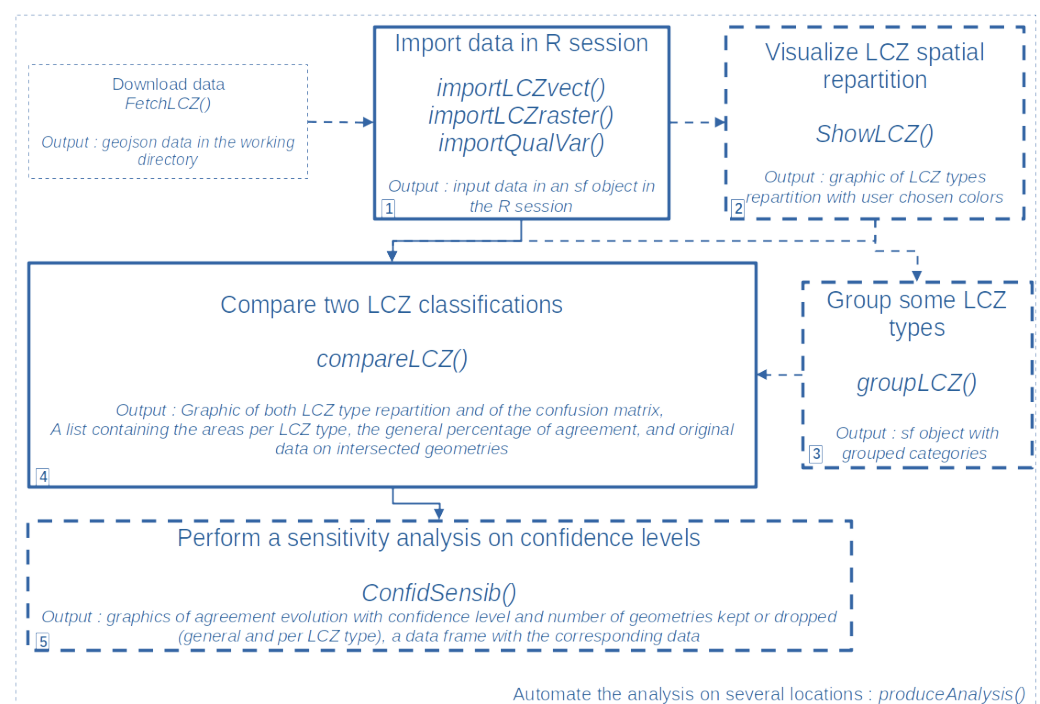 Download data
FetchLCZ()
Output : geojson data in the working
directory
Import data in R session
importLCZvect()
importLCZraster()
importQualVar()
Output : input data in an sf object in
the R session
1
Visualize LCZ spatial
repartition
ShowLCZ()
Output : graphic of LCZ types
repartition with user chosen colors
2
Group some LCZ
types
groupLCZ()
Output : sf object with
grouped categories
3
Compare two LCZ classifications
compareLCZ()
Output : Graphic of both LCZ type repartition and of the confusion matrix,
A list containing the areas per LCZ type, the general percentage of agreement, and original
data on intersected geometries
4
Perform a sensitivity analysis on confidence levels
ConfidSensib()
Output : graphics of agreement evolution with confidence level and number of geometries kept or dropped
(general and per LCZ type), a data frame with the corresponding data
5
Automate the analysis on several locations : produceAnalysis()